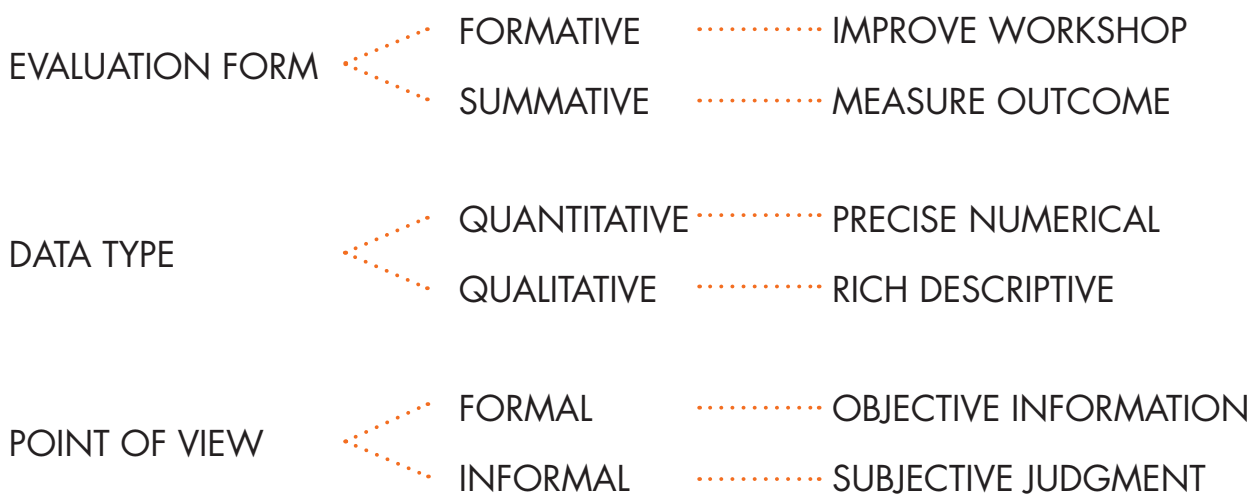 EVALUATION FORM
FORMATIVE IMPROVE WORKSHOP
SUMMATIVE MEASURE OUTCOME
DATA TYPE
QUANTITATIVE PRECISE NUMERICAL
QUALITATIVE RICH DESCRIPTIVE
POINT OF VIEW
FORMAL OBJECTIVE INFORMATION
INFORMAL SUBJECTIVE JUDGMENT